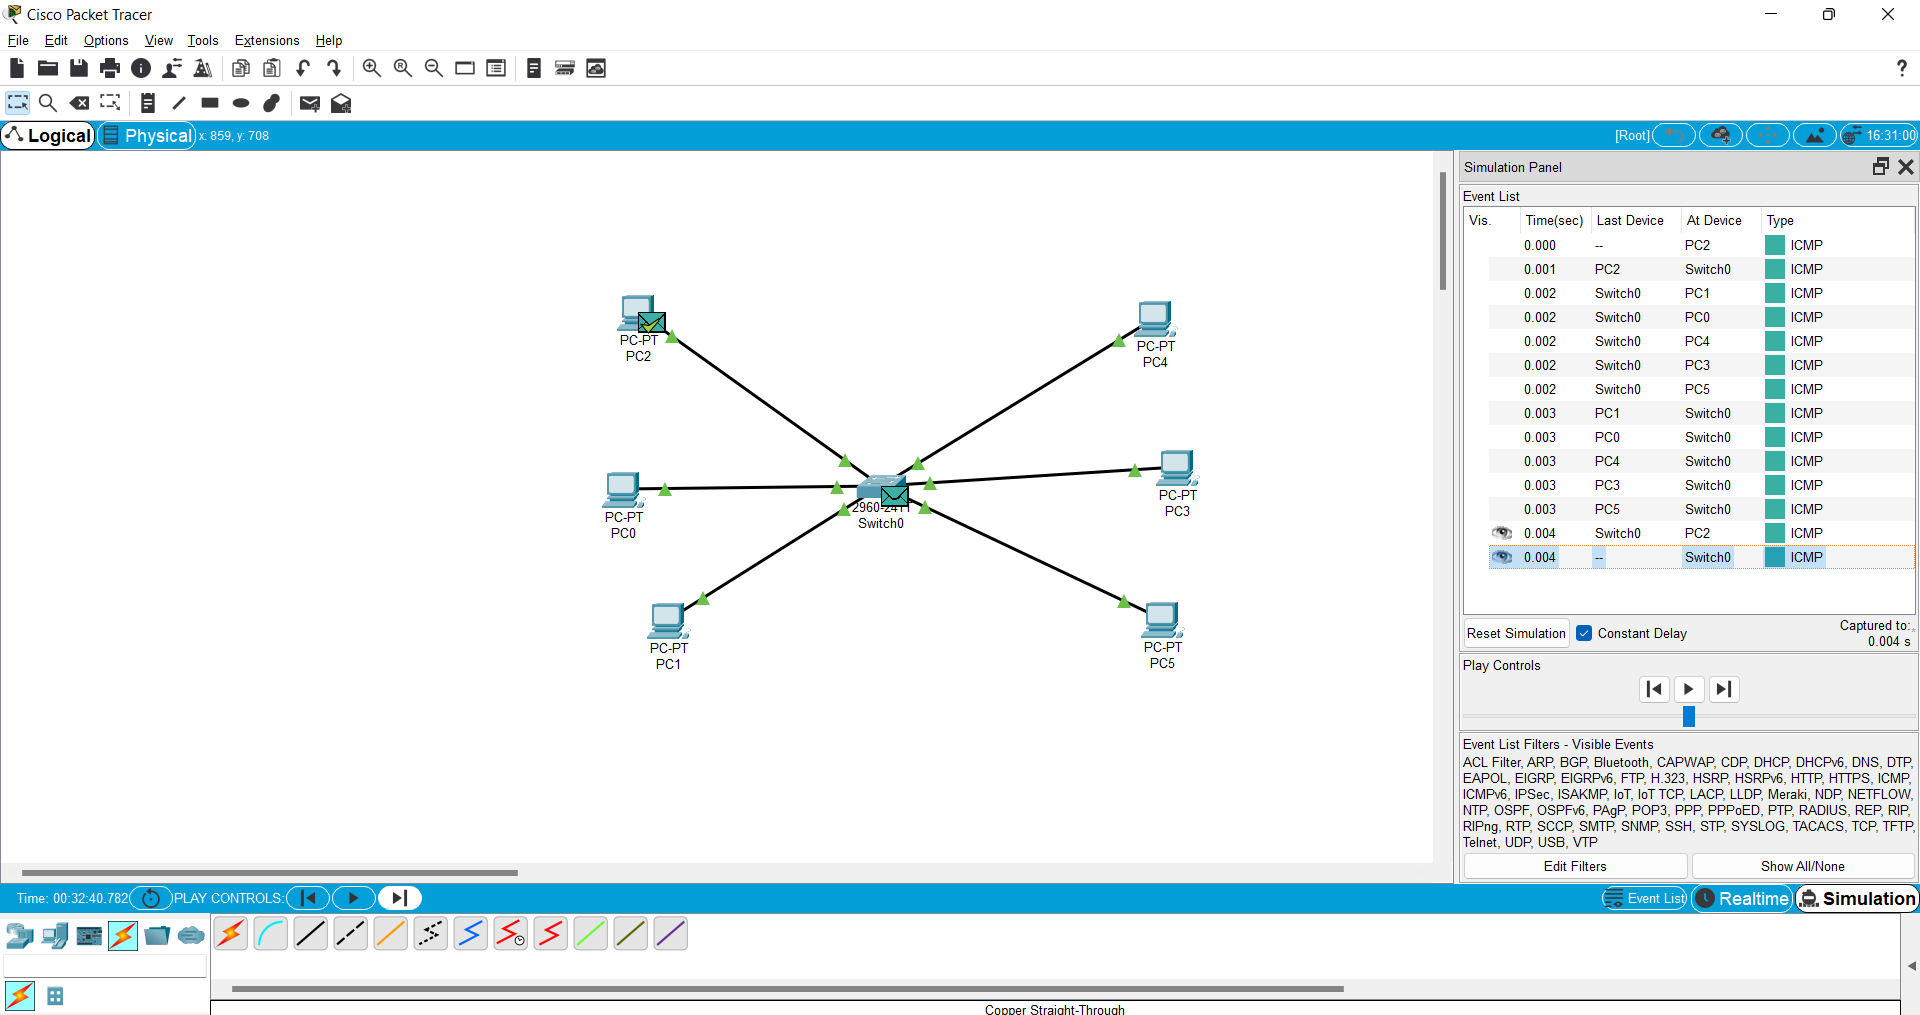 Cisco Packet Tracer
File Edit Options View Tools Extensions Help
?
Logical Physical x: 859, y: 708 [Root] 16:31:00
Simulation Panel
Event List
Vis. Time(sec) Last Device At Device Type
0.000 -- PC2 ICMP
0.001 PC2 Switch0 ICMP
0.002 Switch0 PC1 ICMP
0.002 Switch0 PC0 ICMP
0.002 Switch0 PC4 ICMP
0.002 Switch0 PC3 ICMP
0.002 Switch0 PC5 ICMP
0.003 PC1 Switch0 ICMP
0.003 PC0 Switch0 ICMP
0.003 PC4 Switch0 ICMP
0.003 PC3 Switch0 ICMP
0.003 PC5 Switch0 ICMP
0.004 Switch0 PC2 ICMP
0.004 -- Switch0 ICMP
Reset Simulation Constant Delay Captured to:
0.004 s
Play Controls
Event List Filters - Visible Events
ACL Filter, ARP, BGP, Bluetooth, CAPWAP, CDP, DHCP, DHCPv6, DNS, DTP,
EAPOL, EIGRP, EIGRPv6, FTP, H.323, HSRP, HSRPv6, HTTP, HTTPS, ICMP,
ICMPv6, IPSec, ISAKMP, IoT, IoT TCP, LACP, LLDP, Meraki, NDP, NETFLOW,
NTP, OSPF, OSPFv6, PAgP, POP3, PPP, PPPoED, PTP, RADIUS, REP, RIP,
RIPng, RTP, SCCP, SMTP, SNMP, SSH, STP, SYSLOG, TACACS, TCP, TFTP,
Telnet, UDP, USB, VTP
Edit Filters Show All/None
PC-PT
PC2
PC-PT
PC4
PC-PT
PC0
Switch0
PC-PT
PC3
PC-PT
PC1
PC-PT
PC5
Time: 00:32:40.782 PLAY CONTROLS: Event List Realtime Simulation
Copper Straight-Through